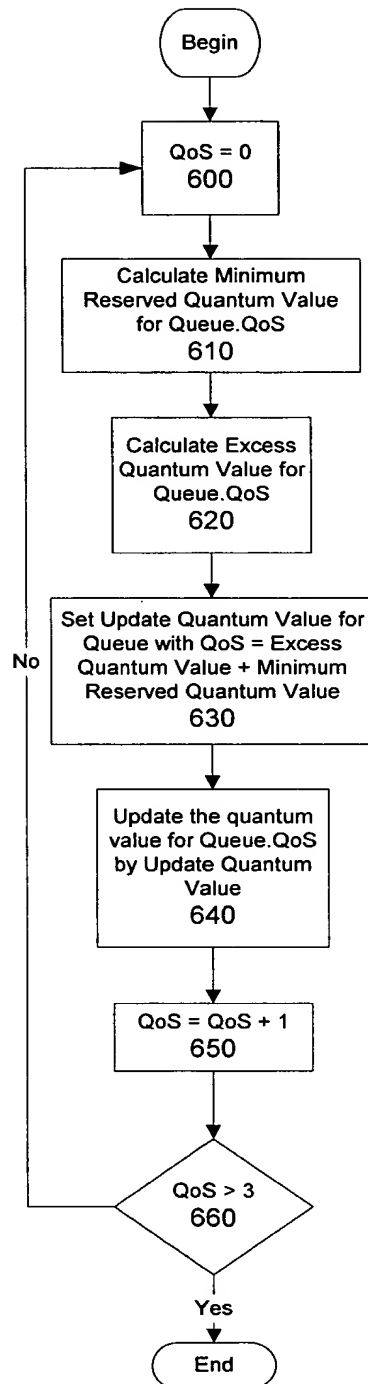 Begin
QoS = 0
600
Calculate Minimum
Reserved Quantum Value
for Queue.QoS
610
Calculate Excess
Quantum Value for
Queue.QoS
620
Set Update Quantum Value for
Queue with QoS = Excess
Quantum Value + Minimum
Reserved Quantum Value
630
No
Update the quantum
value for Queue.QoS
by Update Quantum
Value
640
QoS = QoS + 1
650
QoS > 3
660
Yes
End